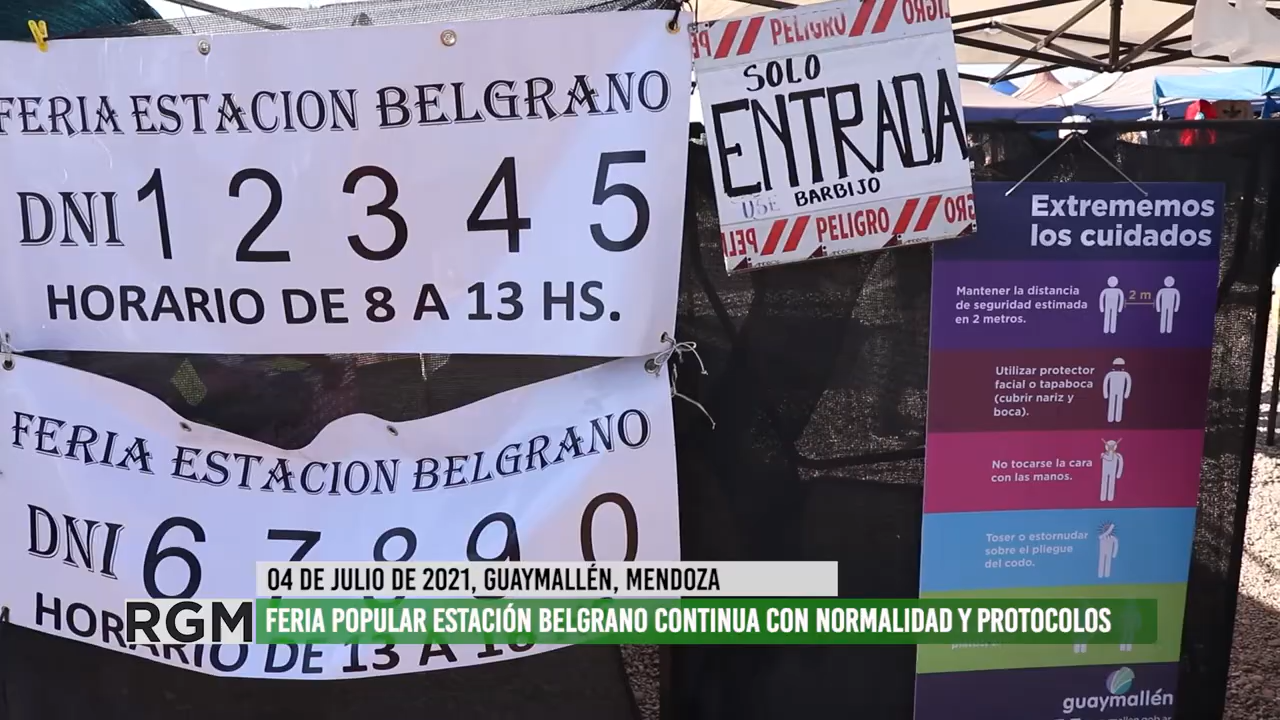 FERIA ESTACION BELGRANO
DNI 1 2 3 4 5
HORARIO DE 8 A 13 HS.
FERIA ESTACION BELGRANO
DNI 6 7 8 9 0
HORARIO DE 13 A
PELIGRO
SOLO
ENTRADA
USE BARBIJO
PELIGRO
Extrememos
los cuidados
Mantener la distancia
de seguridad estimada
en 2 metros.
2 m
Utilizar protector
facial o tapaboca
(cubrir nariz y
boca).
No tocarse la cara
con las manos.
Toser o estornudar
sobre el pliegue
del codo.
guaymallén
04 DE JULIO DE 2021, GUAYMALLÉN, MENDOZA
RGM
FERIA POPULAR ESTACIÓN BELGRANO CONTINUA CON NORMALIDAD Y PROTOCOLOS